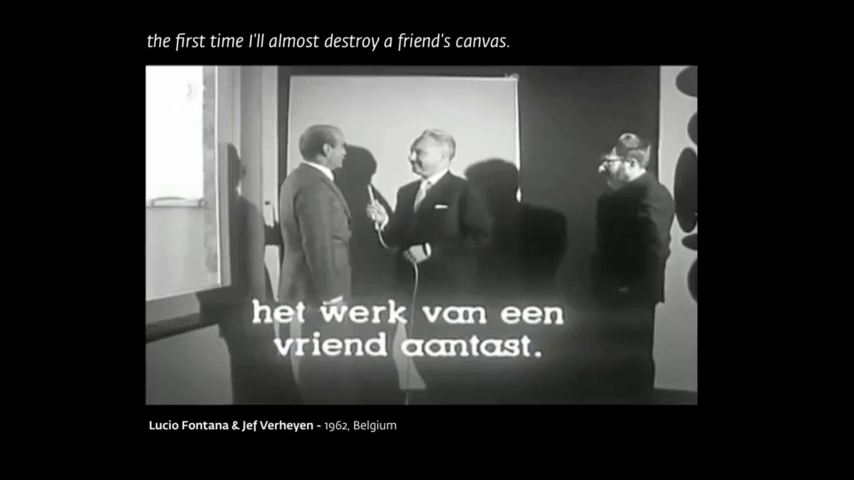 the first time I'll almost destroy a friend's canvas.
het werk van een
vriend aantast.
Lucio Fontana & Jef Verheyen - 1962, Belgium